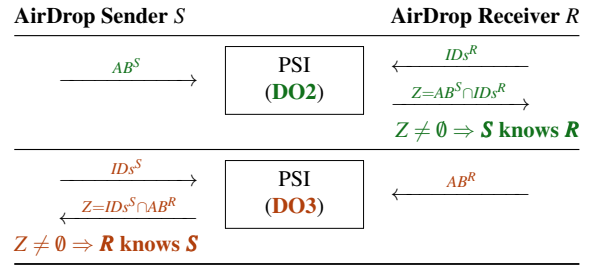 AirDrop Sender S AirDrop Receiver R
AB^S PSI IDs^R
(DO2) Z=AB^S∩IDs^R
Z ≠ ∅ ⇒ S knows R
IDs^S PSI AB^R
Z=IDs^S∩AB^R (DO3)
Z ≠ ∅ ⇒ R knows S